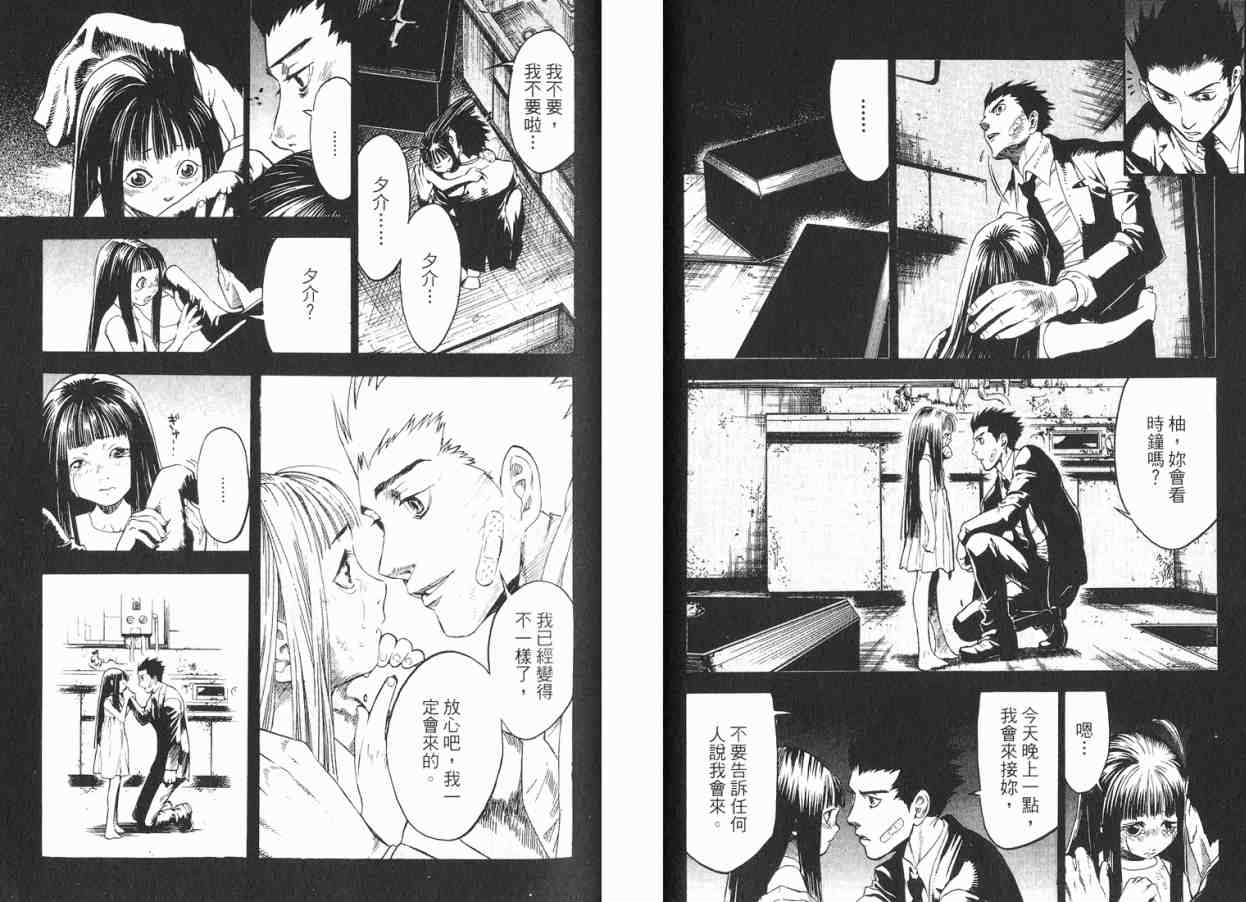 ……
柚，妳會看
時鐘嗎？
嗯…
今天晚上一點，
我會來接妳，
不要告訴任何
人說我會來。
我不要，
我不要啦…
夕介……
夕介…
……
夕介？
ぎゅ
……
我已經變得
不一樣了，
放心吧，我一
定會來的。